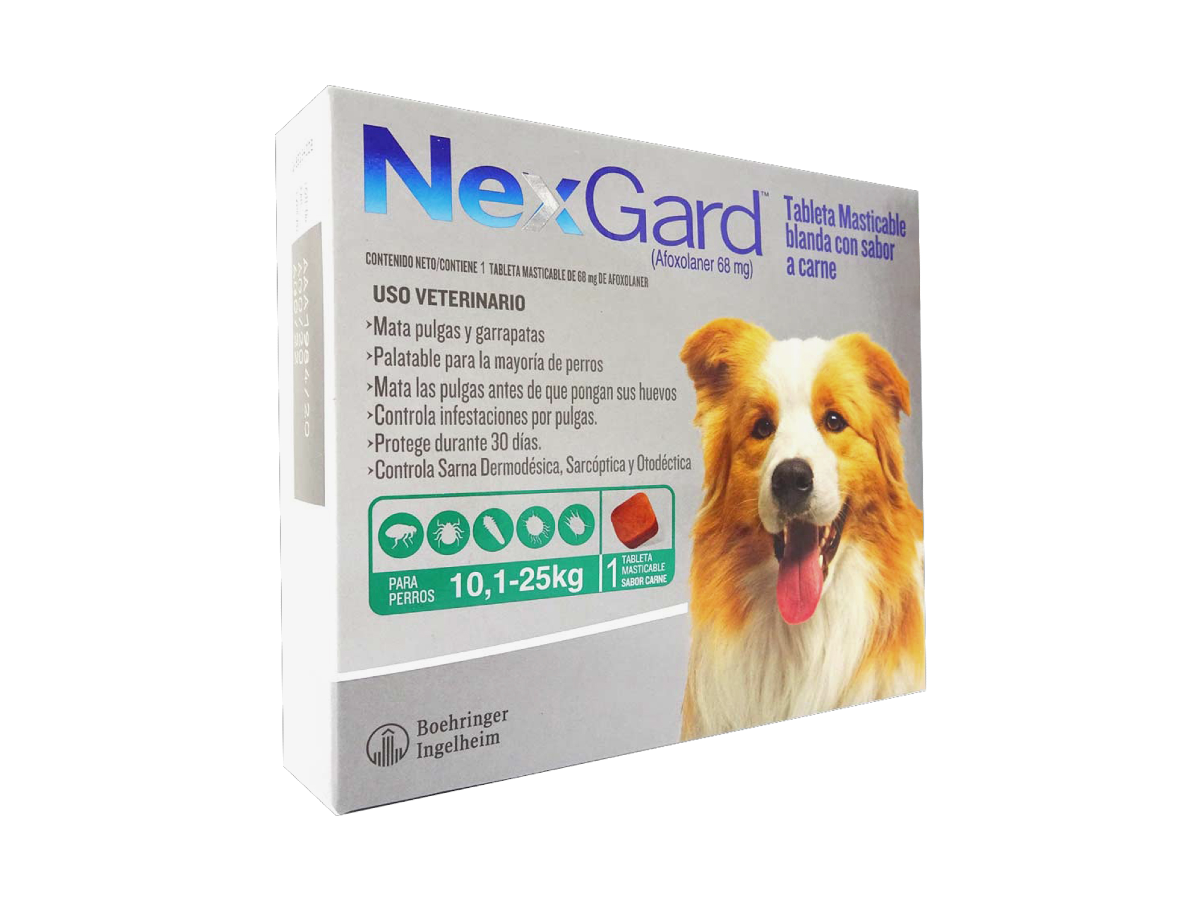 NexGard™
(Afoxolaner 68 mg)
Tableta Masticable
blanda con sabor
a carne
CONTENIDO NETO/CONTIENE 1 TABLETA MASTICABLE DE 68 mg DE AFOXOLANER
USO VETERINARIO
›Mata pulgas y garrapatas
›Palatable para la mayoría de perros
›Mata las pulgas antes de que pongan sus huevos
›Controla infestaciones por pulgas.
›Protege durante 30 días.
›Controla Sarna Dermodésica, Sarcóptica y Otodéctica
PARA
PERROS
10,1-25kg
1
TABLETA
MASTICABLE
SABOR CARNE
Boehringer
Ingelheim